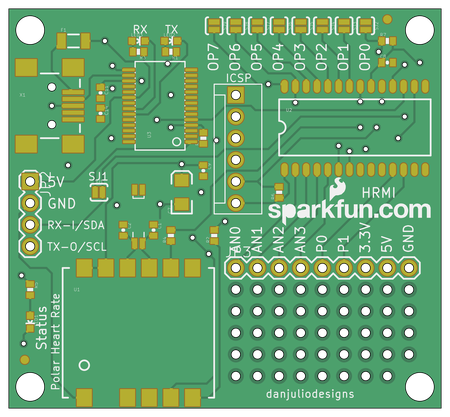 RX TX
OP7 OP6 OP5 OP4 OP3 OP2 OP1 OP0
ICSP
SJ1
5V
GND
RX-I/SDA
TX-O/SCL
HRMI
sparkfun.com
AN0 AN1 AN2 AN3 P0 P1 3.3V 5V GND
Status
Polar Heart Rate
danjuliodesigns